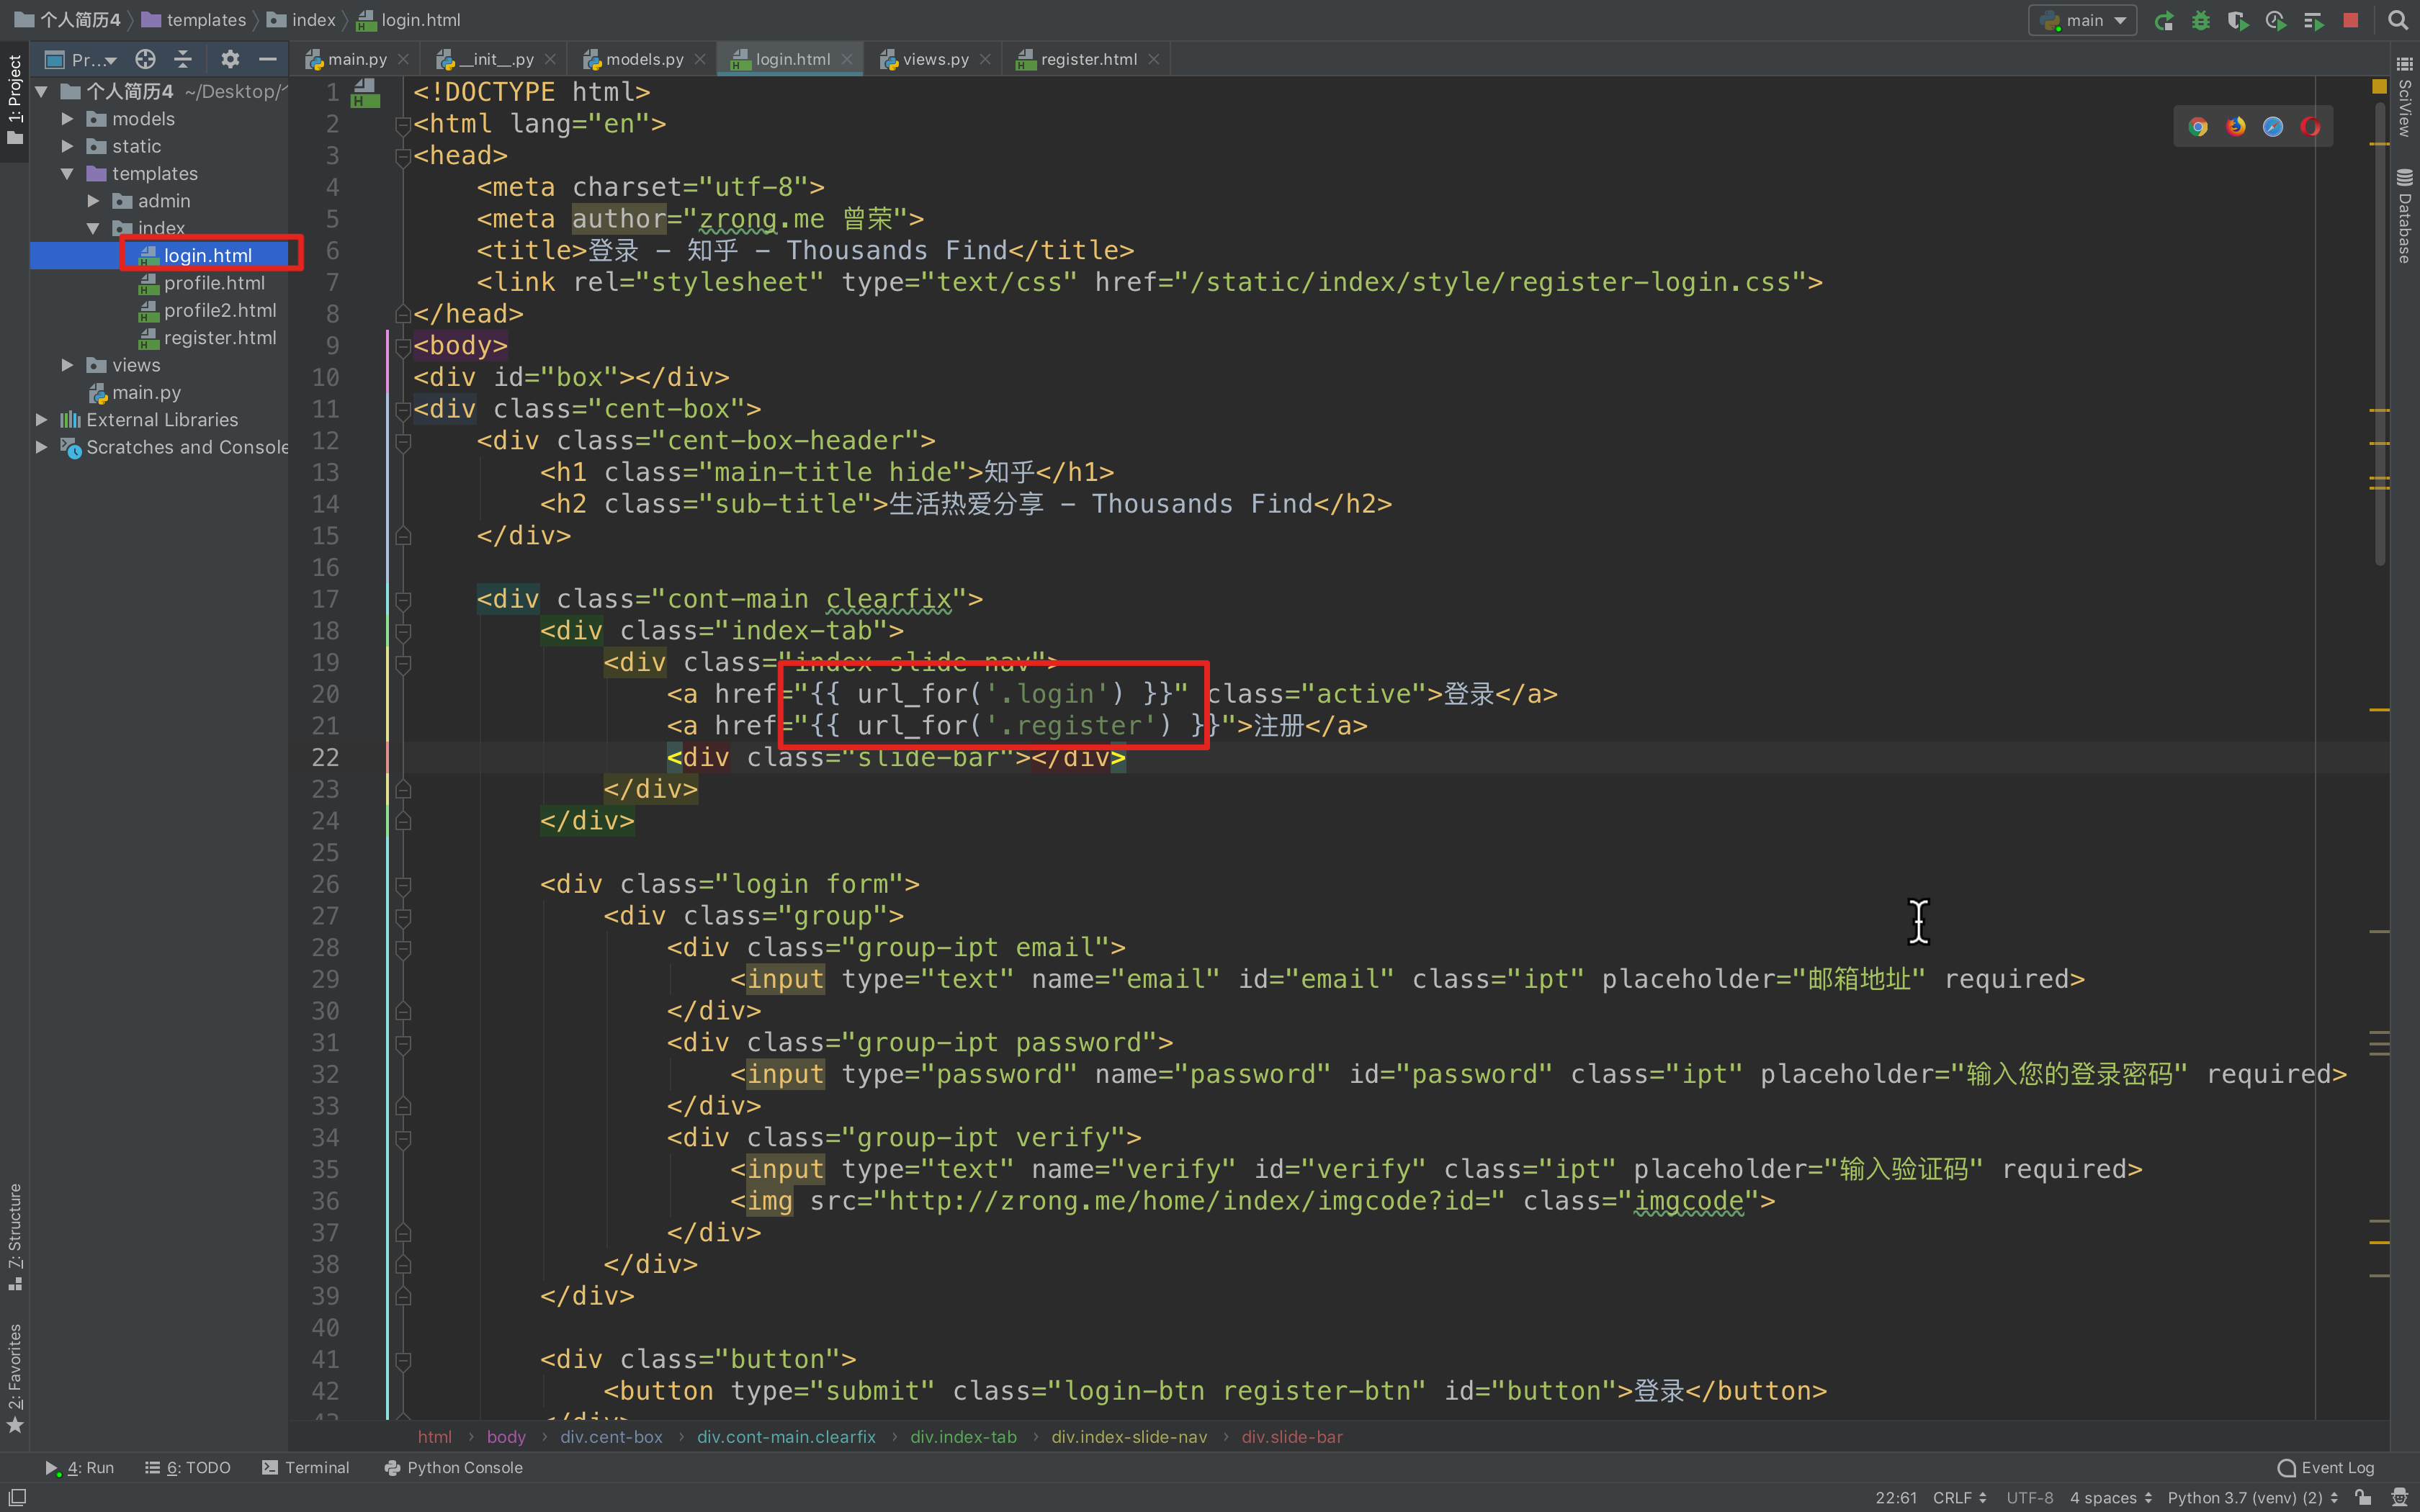 个人简历4 templates index login.html
main
Pr...
main.py
__init__.py
models.py
login.html
views.py
register.html
1: Project
个人简历4 ~/Desktop/
models
static
templates
admin
index
login.html
profile.html
profile2.html
register.html
views
main.py
External Libraries
Scratches and Console
7: Structure
2: Favorites
1 <!DOCTYPE html>
2 <html lang="en">
3 <head>
4 <meta charset="utf-8">
5 <meta author="zrong.me 曾荣">
6 <title>登录 - 知乎 - Thousands Find</title>
7 <link rel="stylesheet" type="text/css" href="/static/index/style/register-login.css">
8 </head>
9 <body>
10 <div id="box"></div>
11 <div class="cent-box">
12 <div class="cent-box-header">
13 <h1 class="main-title hide">知乎</h1>
14 <h2 class="sub-title">生活热爱分享 - Thousands Find</h2>
15 </div>
16
17 <div class="cont-main clearfix">
18 <div class="index-tab">
19 <div class="index-slide-nav">
20 <a href="{{ url_for('.login') }}" class="active">登录</a>
21 <a href="{{ url_for('.register') }}">注册</a>
22 <div class="slide-bar"></div>
23 </div>
24 </div>
25
26 <div class="login form">
27 <div class="group">
28 <div class="group-ipt email">
29 <input type="text" name="email" id="email" class="ipt" placeholder="邮箱地址" required>
30 </div>
31 <div class="group-ipt password">
32 <input type="password" name="password" id="password" class="ipt" placeholder="输入您的登录密码" required>
33 </div>
34 <div class="group-ipt verify">
35 <input type="text" name="verify" id="verify" class="ipt" placeholder="输入验证码" required>
36 <img src="http://zrong.me/home/index/imgcode?id=" class="imgcode">
37 </div>
38 </div>
39 </div>
40
41 <div class="button">
42 <button type="submit" class="login-btn register-btn" id="button">登录</button>
43 </div>
SciView
Database
html body div.cent-box div.cont-main.clearfix div.index-tab div.index-slide-nav div.slide-bar
4: Run 6: TODO Terminal Python Console Event Log
22:61 CRLF UTF-8 4 spaces Python 3.7 (venv) (2)